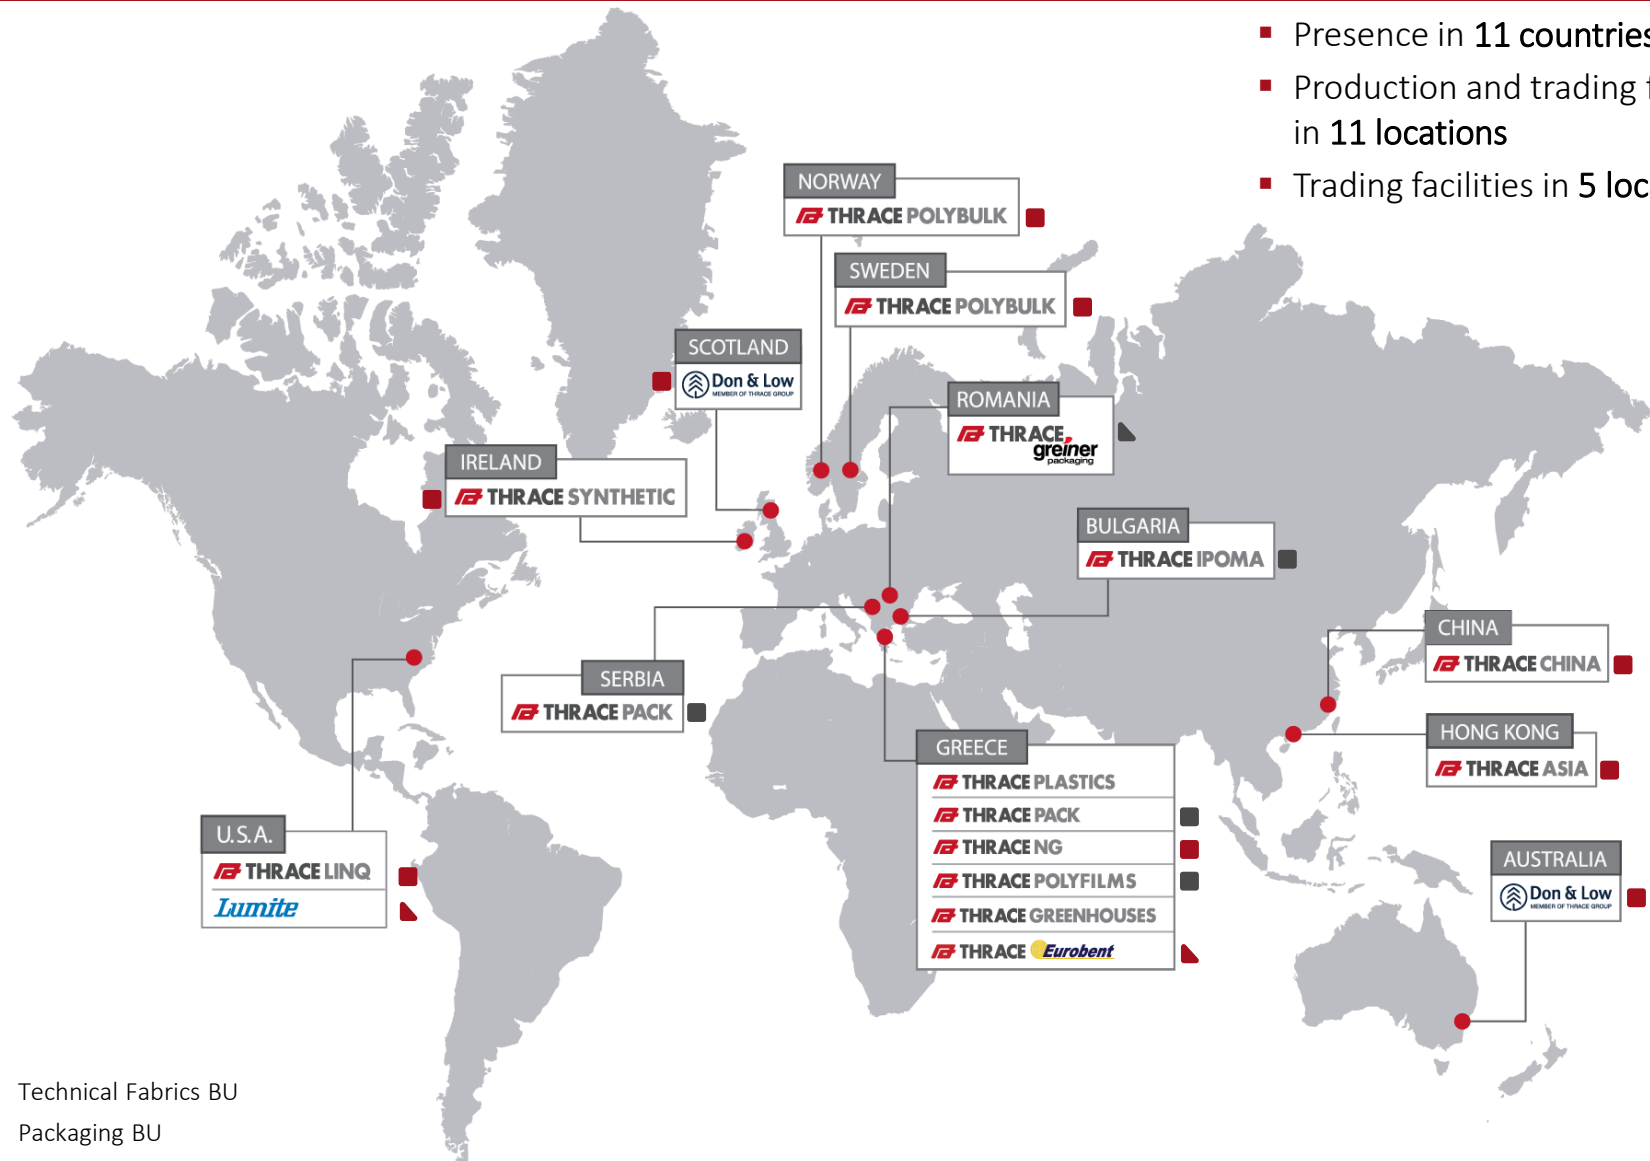 Presence in 11 countries
Production and trading
in 11 locations
Trading facilities in 5
NORWAY
THRACE POLYBULK
SWEDEN
THRACE POLYBULK
SCOTLAND
Don & Low
MEMBER OF THRACE GROUP
ROMANIA
THRACE
greiner
packaging
IRELAND
THRACE SYNTHETIC
BULGARIA
THRACE IPOMA
CHINA
THRACE CHINA
SERBIA
THRACE PACK
HONG KONG
THRACE ASIA
GREECE
THRACE PLASTICS
THRACE PACK
THRACE NG
THRACE POLYFILMS
THRACE GREENHOUSES
THRACE Eurobent
U.S.A.
THRACE LINQ
Lumite
AUSTRALIA
Don & Low
MEMBER OF THRACE GROUP
Technical Fabrics BU
Packaging BU